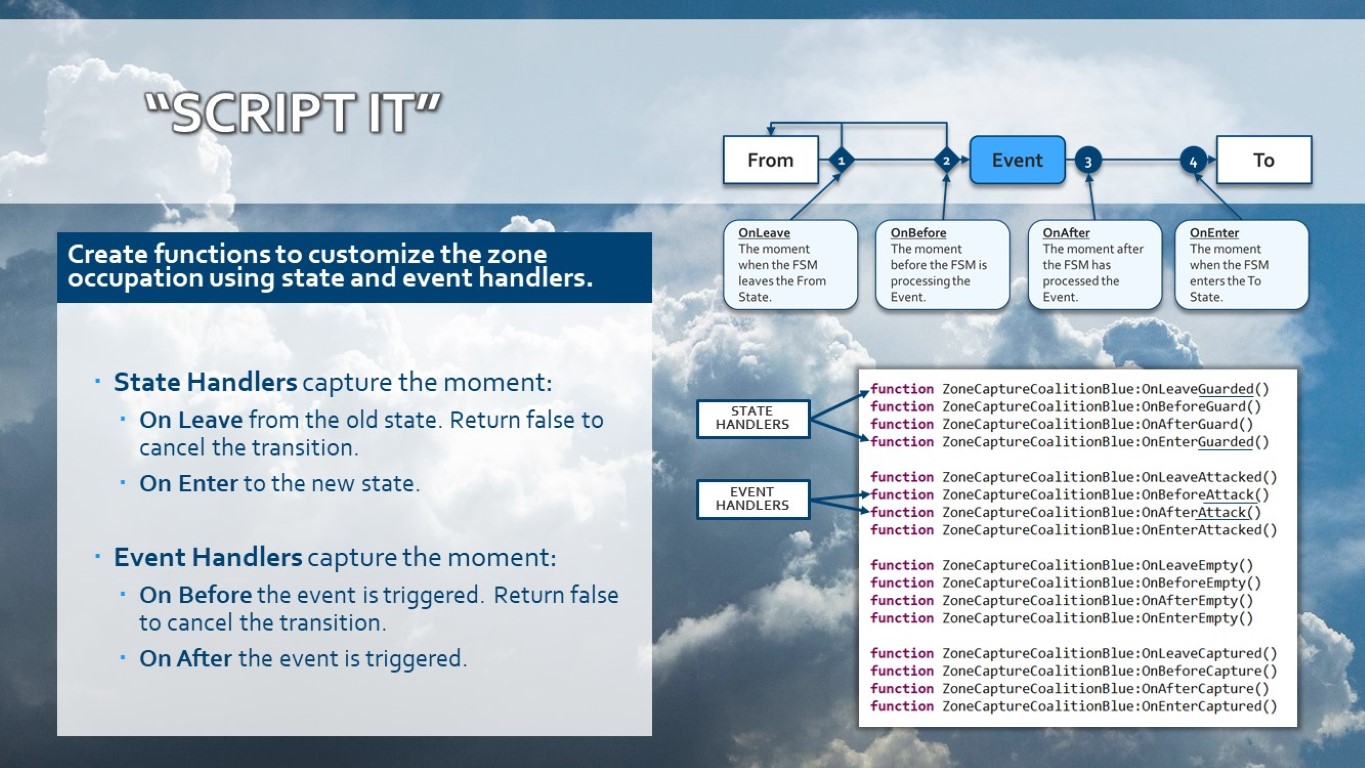 “SCRIPT IT”
Create functions to customize the zone
occupation using state and event handlers.
· State Handlers capture the moment:
· On Leave from the old state. Return false to
cancel the transition.
· On Enter to the new state.
· Event Handlers capture the moment:
· On Before the event is triggered. Return false
to cancel the transition.
· On After the event is triggered.
From
1
2
Event
3
4
To
OnLeave
The moment
when the FSM
leaves the From
State.
OnBefore
The moment
before the FSM is
processing the
Event.
OnAfter
The moment after
the FSM has
processed the
Event.
OnEnter
The moment
when the FSM
enters the To
State.
STATE
HANDLERS
EVENT
HANDLERS
function ZoneCaptureCoalitionBlue:OnLeaveGuarded()
function ZoneCaptureCoalitionBlue:OnBeforeGuard()
function ZoneCaptureCoalitionBlue:OnAfterGuard()
function ZoneCaptureCoalitionBlue:OnEnterGuarded()
function ZoneCaptureCoalitionBlue:OnLeaveAttacked()
function ZoneCaptureCoalitionBlue:OnBeforeAttack()
function ZoneCaptureCoalitionBlue:OnAfterAttack()
function ZoneCaptureCoalitionBlue:OnEnterAttacked()
function ZoneCaptureCoalitionBlue:OnLeaveEmpty()
function ZoneCaptureCoalitionBlue:OnBeforeEmpty()
function ZoneCaptureCoalitionBlue:OnAfterEmpty()
function ZoneCaptureCoalitionBlue:OnEnterEmpty()
function ZoneCaptureCoalitionBlue:OnLeaveCaptured()
function ZoneCaptureCoalitionBlue:OnBeforeCapture()
function ZoneCaptureCoalitionBlue:OnAfterCapture()
function ZoneCaptureCoalitionBlue:OnEnterCaptured()